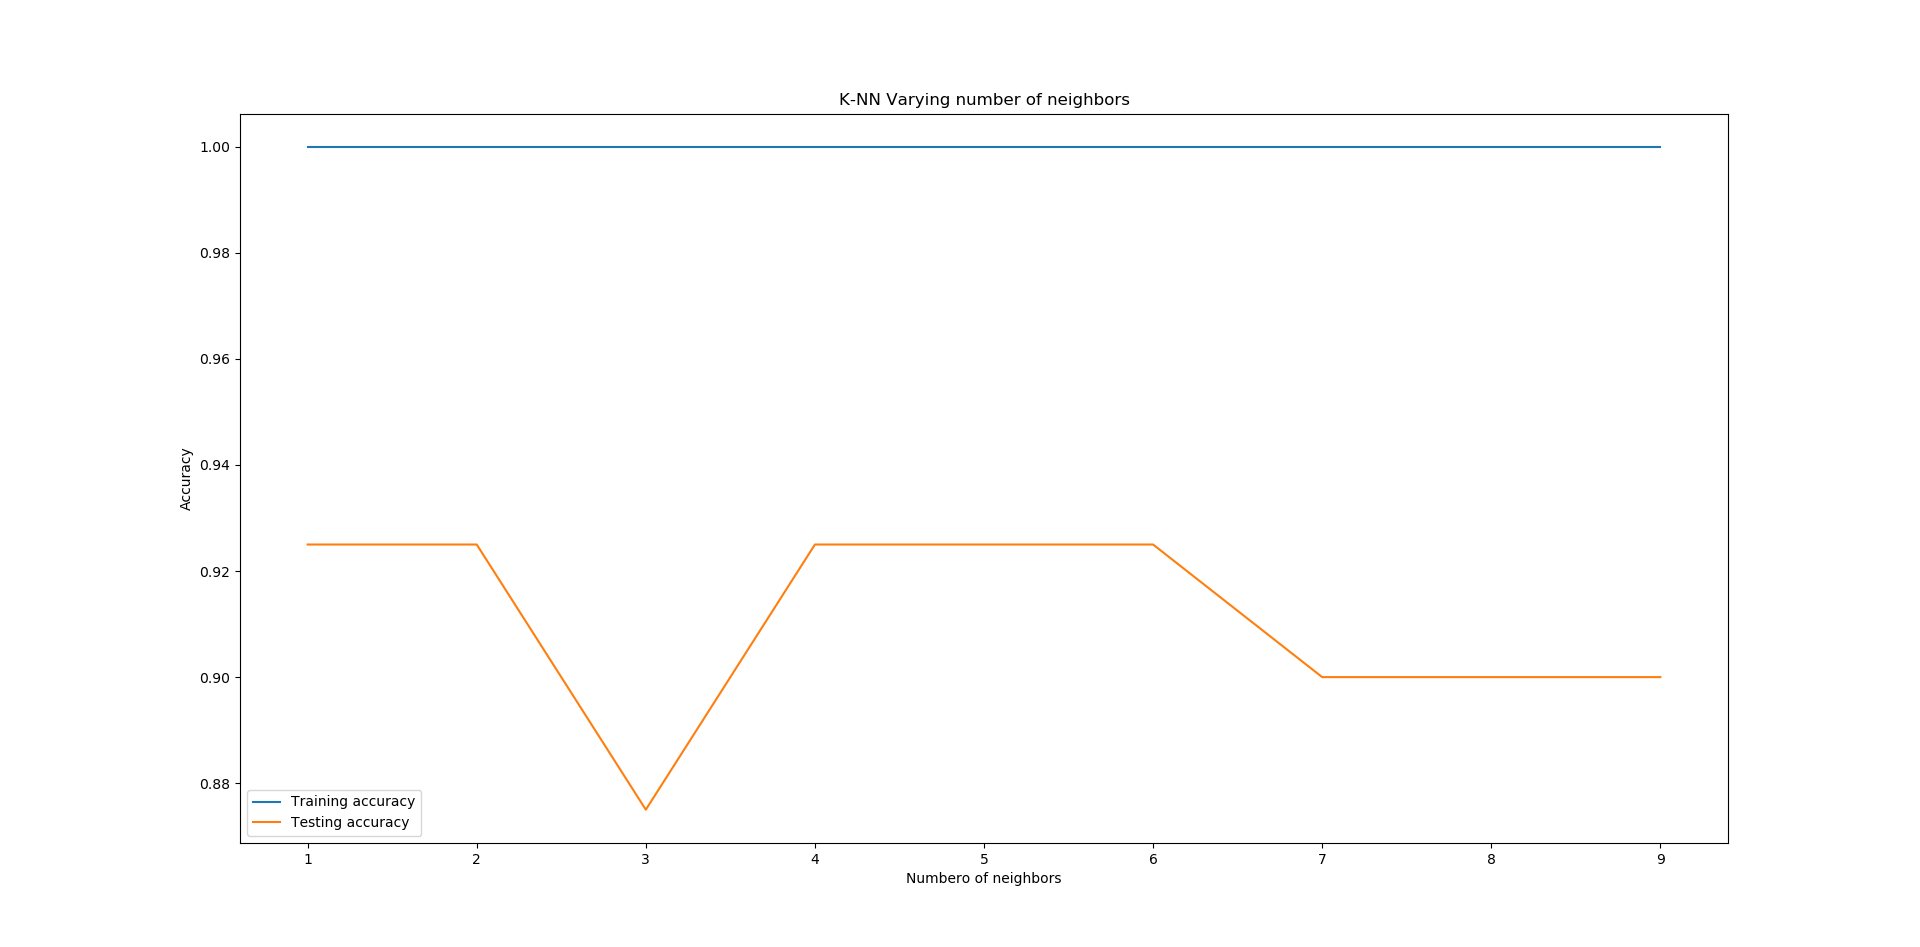 K-NN Varying number of neighbors
1.00
0.98
0.96
0.94
0.92
0.90
0.88
Accuracy
Training accuracy
Testing accuracy
1 2 3 4 5 6 7 8 9
Numbero of neighbors